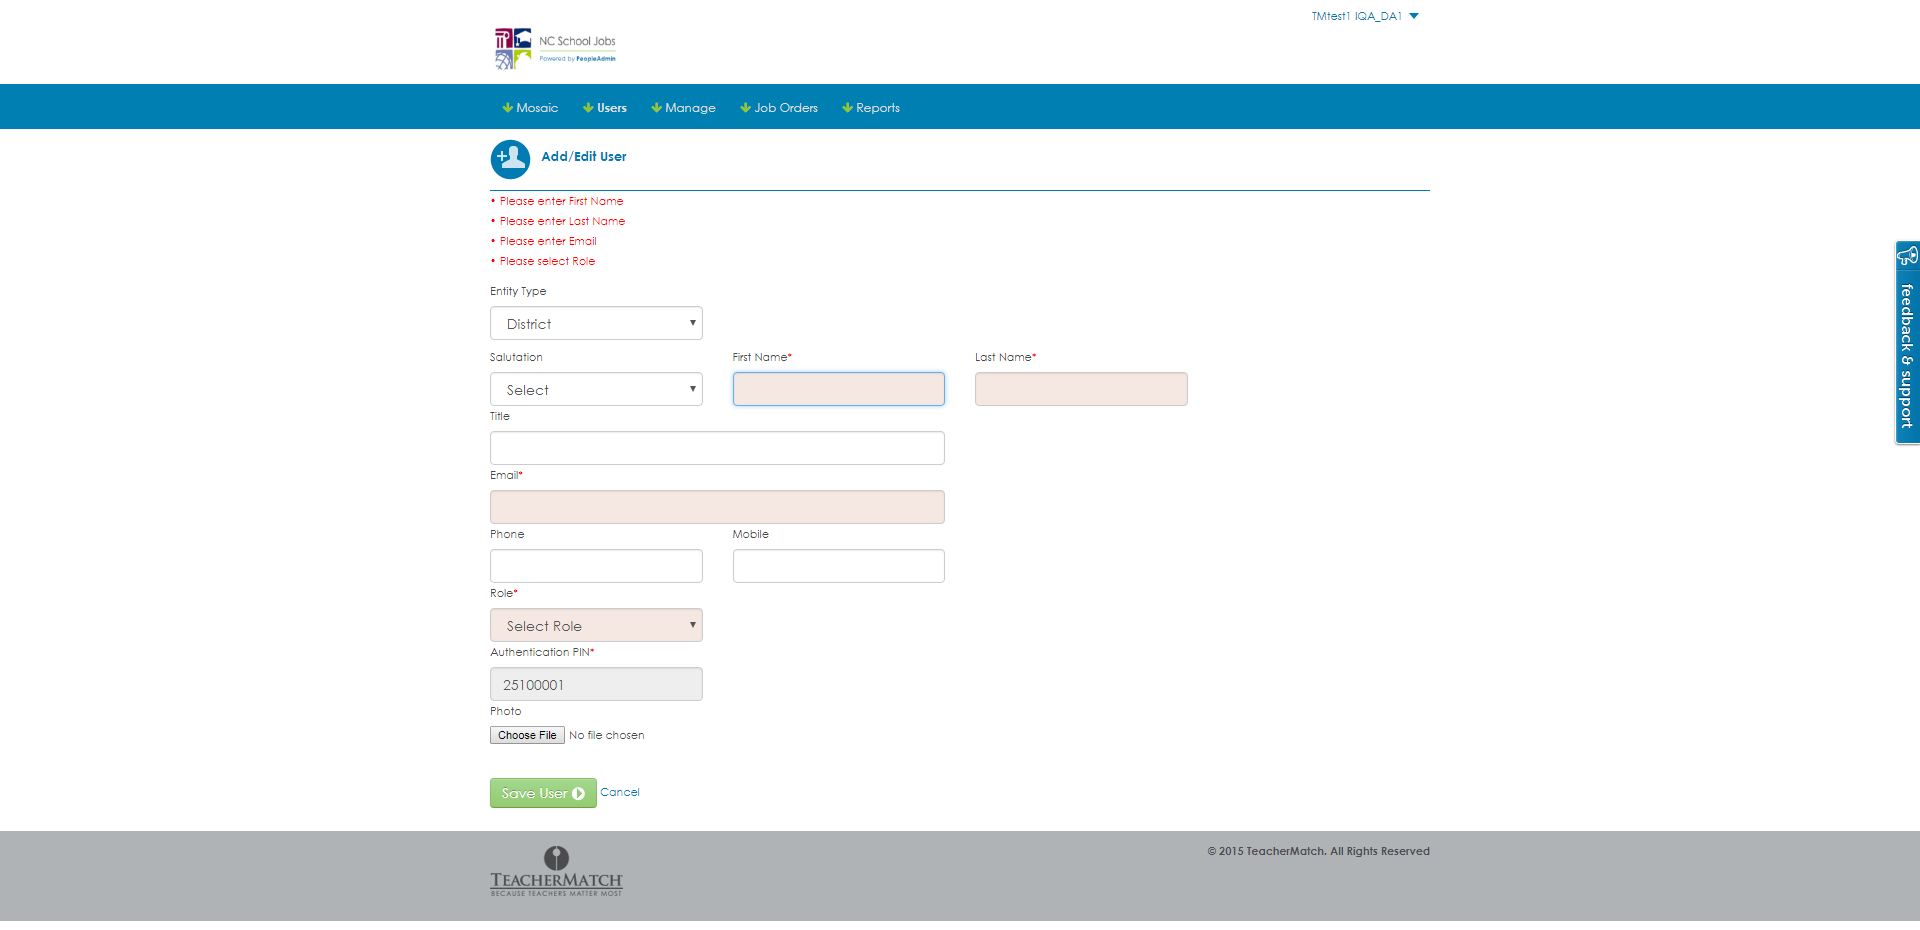 TMtest1 IQA_DA1
NC School Jobs
Powered by PeopleAdmin
Mosaic Users Manage Job Orders Reports
Add/Edit User
• Please enter First Name
• Please enter Last Name
• Please enter Email
• Please select Role
Entity Type
District
Salutation First Name* Last Name*
Select
Title
Email*
Phone Mobile
Role*
Select Role
Authentication PIN*
25100001
Photo
Choose File No file chosen
Save User Cancel
feedback & support
© 2015 TeacherMatch. All Rights Reserved
TEACHERMATCH
BECAUSE TEACHERS MATTER MOST